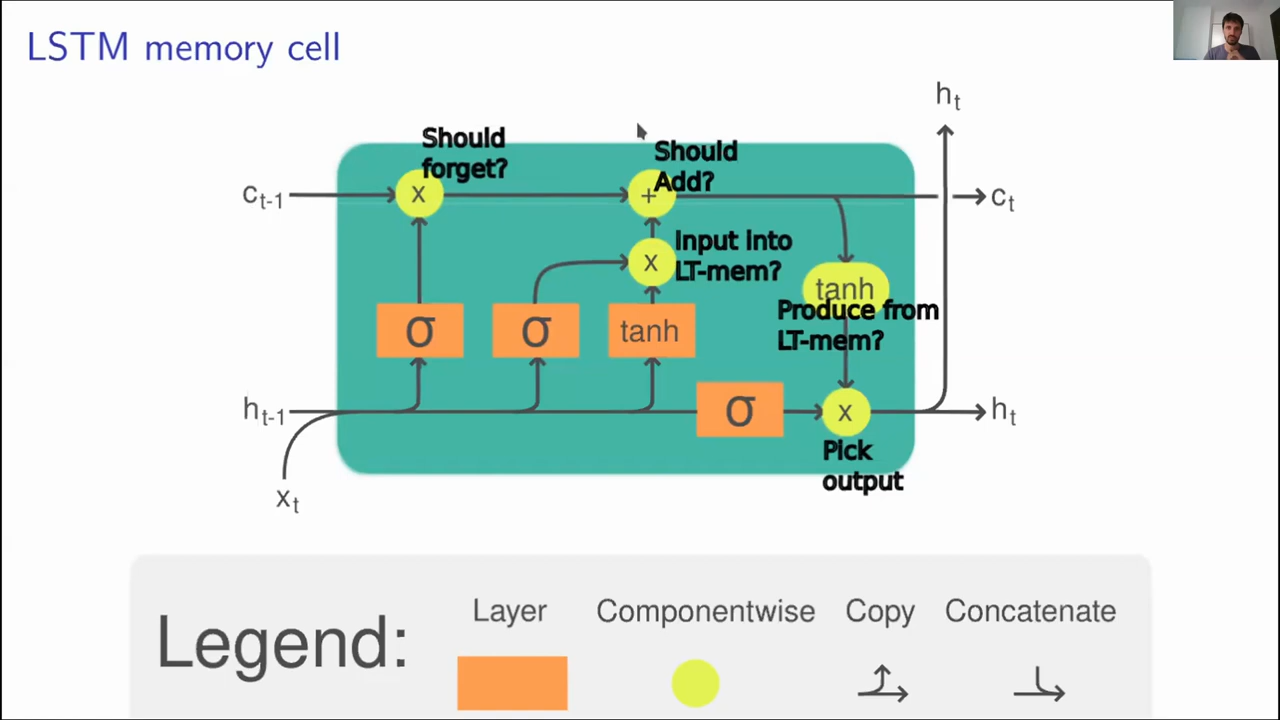 LSTM memory cell
h_t
Should
forget?
Should
Add?
c_{t-1}
x
+
c_t
Input into
LT-mem?
x
tanh
Produce from
LT-mem?
σ
σ
tanh
h_{t-1}
σ
x
h_t
Pick
output
x_t
Legend:
Layer
Componentwise
Copy
Concatenate